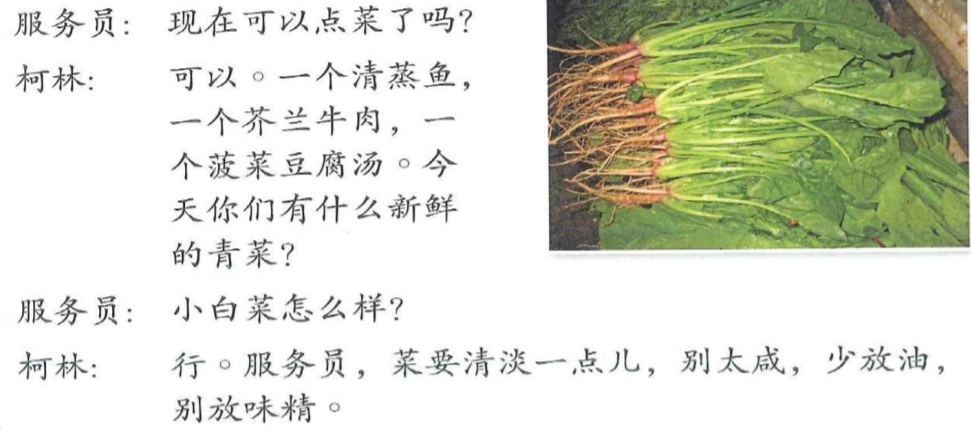 服务员： 现在可以点菜了吗？
柯林： 可以。一个清蒸鱼，
一个芥兰牛肉，一
个菠菜豆腐汤。今
天你们有什么新鲜
的青菜？
服务员： 小白菜怎么样？
柯林： 行。服务员，菜要清淡一点儿，别太咸，少放油，
别放味精。